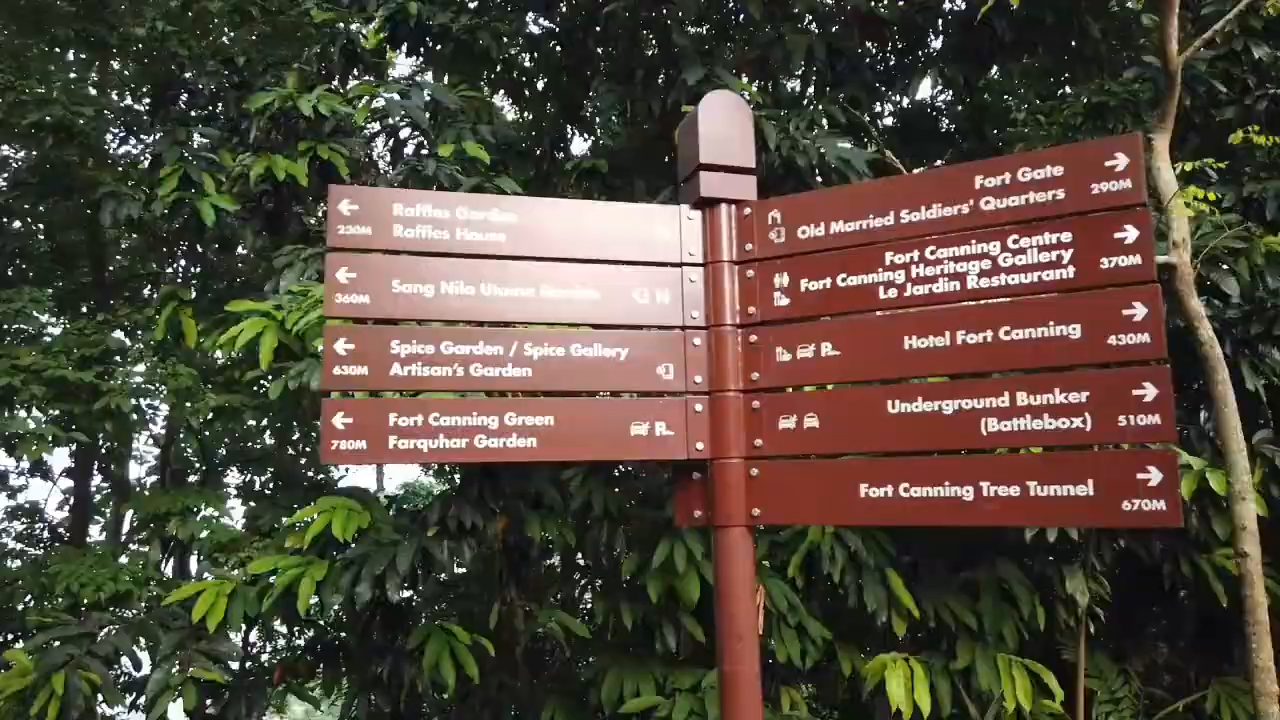 Raffles Garden
Raffles House
230M
Sang Nila Utama Garden
360M
Spice Garden / Spice Gallery
Artisan's Garden
630M
Fort Canning Green
Farquhar Garden
780M
Fort Gate
Old Married Soldiers' Quarters
290M
Fort Canning Centre
Fort Canning Heritage Gallery
Le Jardin Restaurant
370M
Hotel Fort Canning
430M
Underground Bunker
(Battlebox)
510M
Fort Canning Tree Tunnel
670M